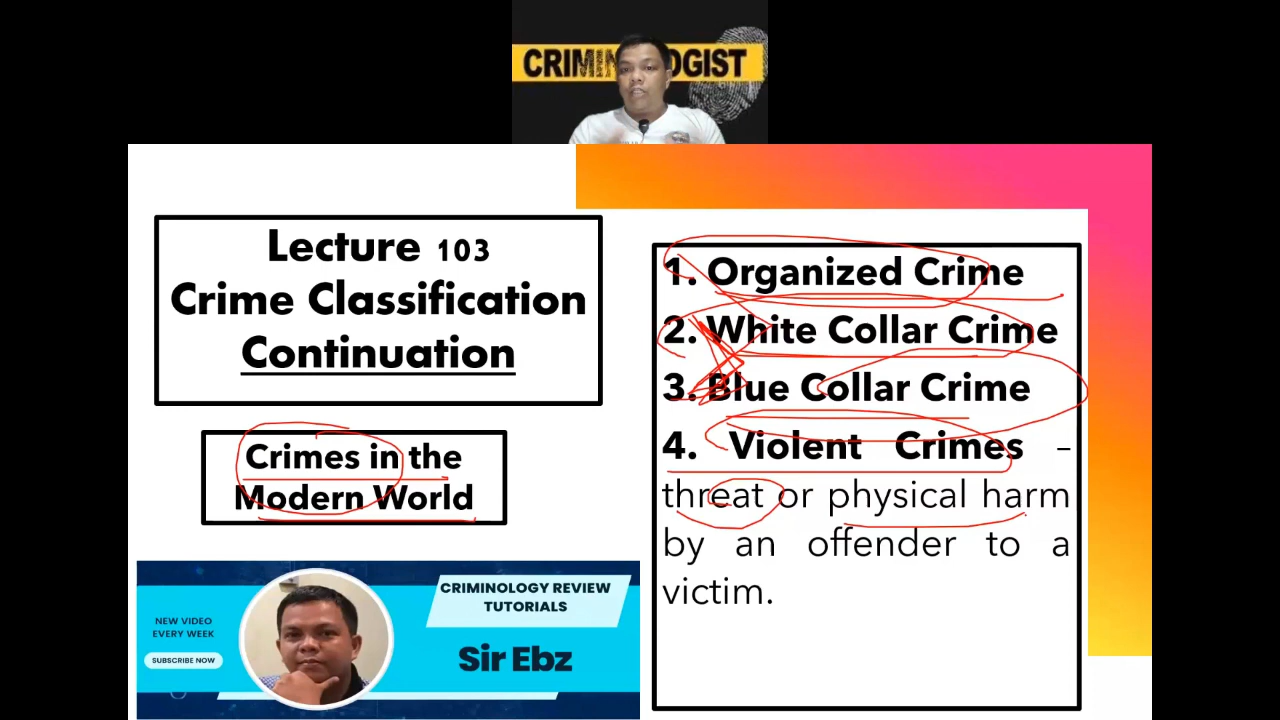 CRIMINOLOGIST
Lecture 103
Crime Classification
Continuation
Crimes in the
Modern World
1. Organized Crime
2. White Collar Crime
3. Blue Collar Crime
4. Violent Crimes –
threat or physical harm
by an offender to a
victim.
NEW VIDEO
EVERY WEEK
SUBSCRIBE NOW
CRIMINOLOGY REVIEW
TUTORIALS
Sir Ebz